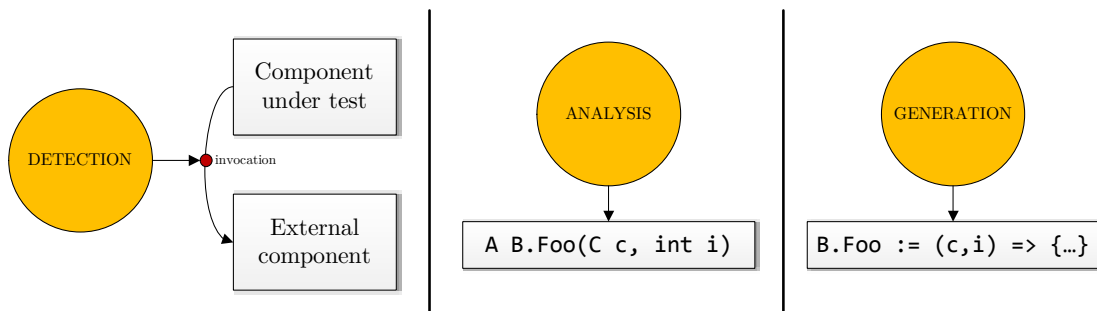 DETECTION
invocation
Component
under test
External
component
ANALYSIS
A B.Foo(C c, int i)
GENERATION
B.Foo := (c,i) => {…}